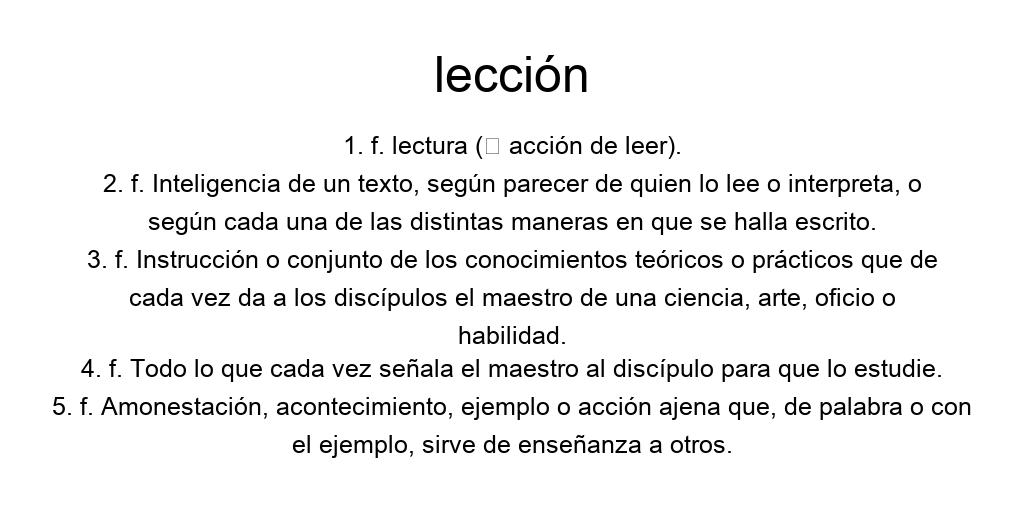 lección
1. f. lectura (▯ acción de leer).
2. f. Inteligencia de un texto, según parecer de quien lo lee o interpreta, o
según cada una de las distintas maneras en que se halla escrito.
3. f. Instrucción o conjunto de los conocimientos teóricos o prácticos que de
cada vez da a los discípulos el maestro de una ciencia, arte, oficio o
habilidad.
4. f. Todo lo que cada vez señala el maestro al discípulo para que lo estudie.
5. f. Amonestación, acontecimiento, ejemplo o acción ajena que, de palabra o con
el ejemplo, sirve de enseñanza a otros.